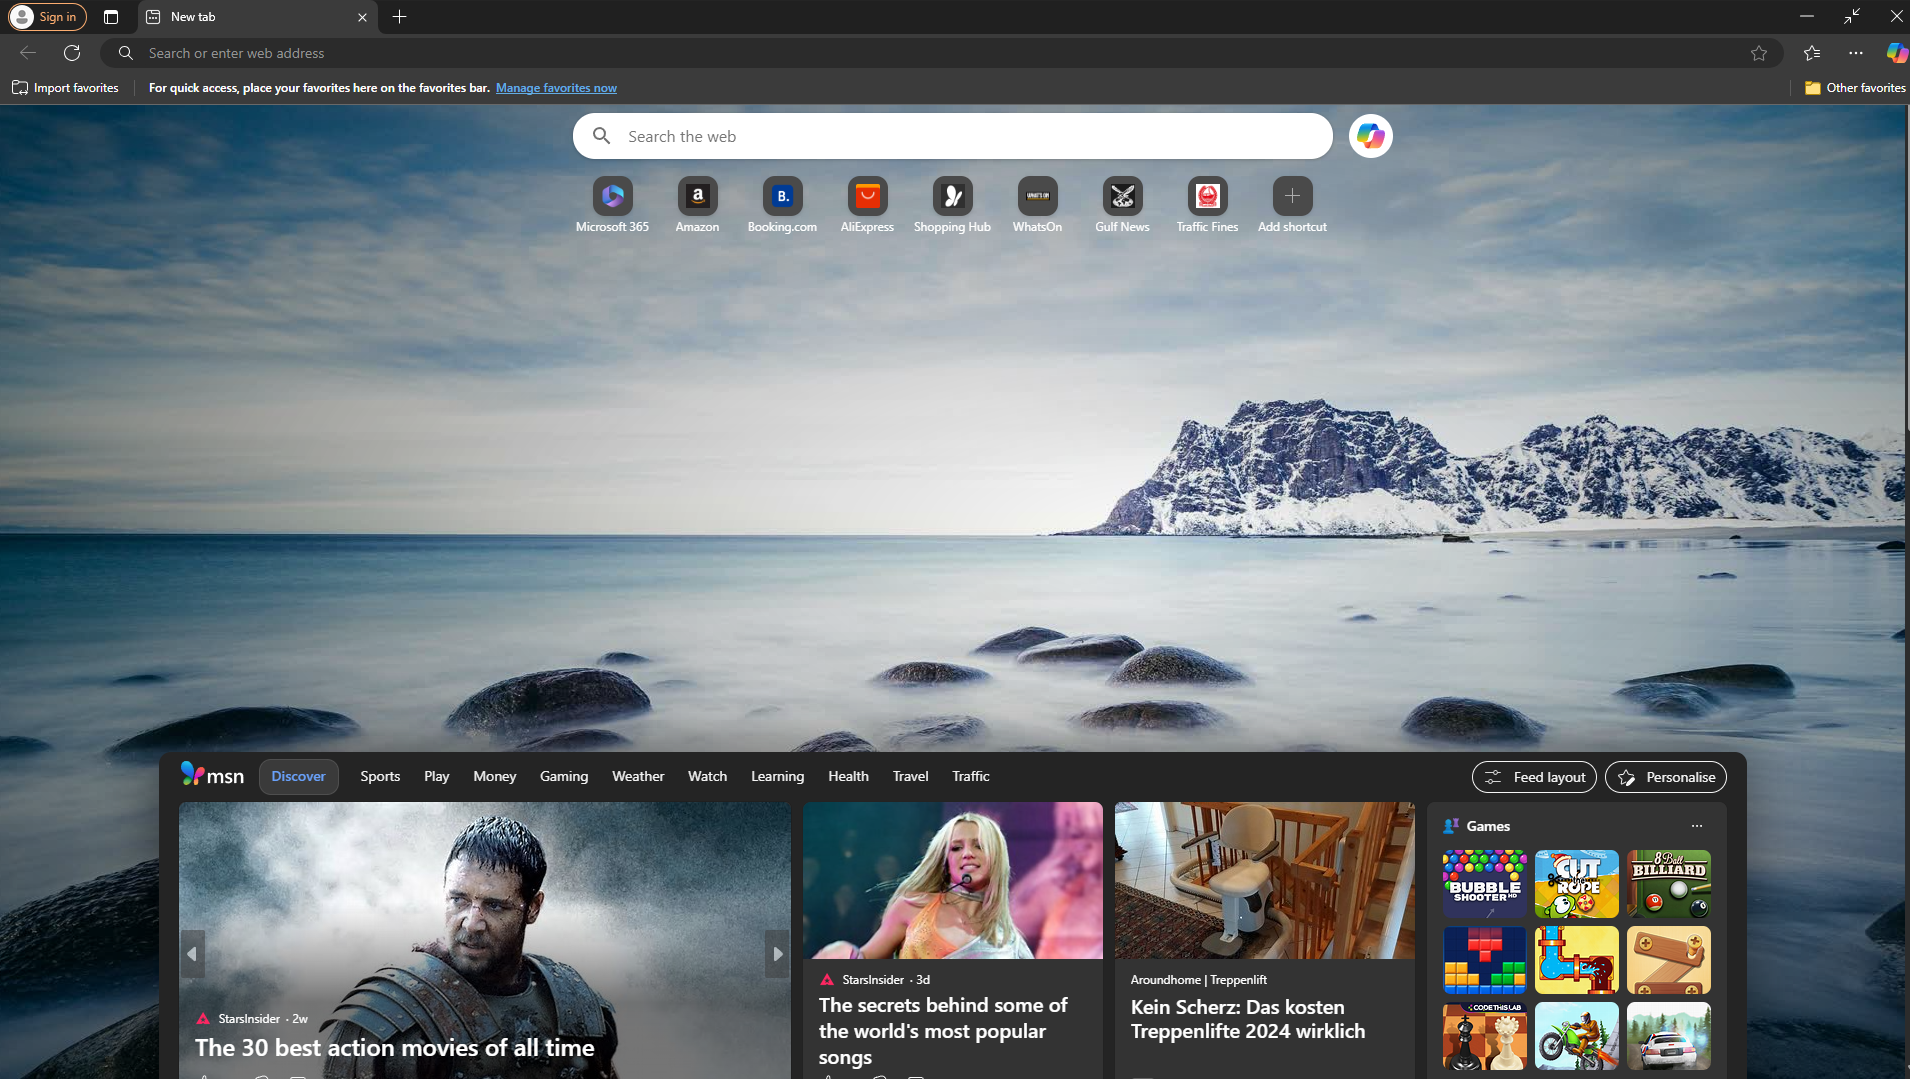 Sign in
New tab
Search or enter web address
Import favorites
For quick access, place your favorites here on the favorites bar. Manage favorites now
Other favorites
Search the web
Microsoft 365
a
Amazon
B.
Booking.com
AliExpress
Shopping Hub
WHAT'S ON
WhatsOn
Gulf News
Traffic Fines
Add shortcut
msn
Discover
Sports
Play
Money
Gaming
Weather
Watch
Learning
Health
Travel
Traffic
Feed layout
Personalise
StarsInsider · 2w
The 30 best action movies of all time
StarsInsider · 3d
The secrets behind some of
the world's most popular
songs
Aroundhome | Treppenlift
Kein Scherz: Das kosten
Treppenlifte 2024 wirklich
Games
BUBBLE
SHOOTER HD
CUT
ROPE
8 Ball
BILLIARD
CODETHISLAB